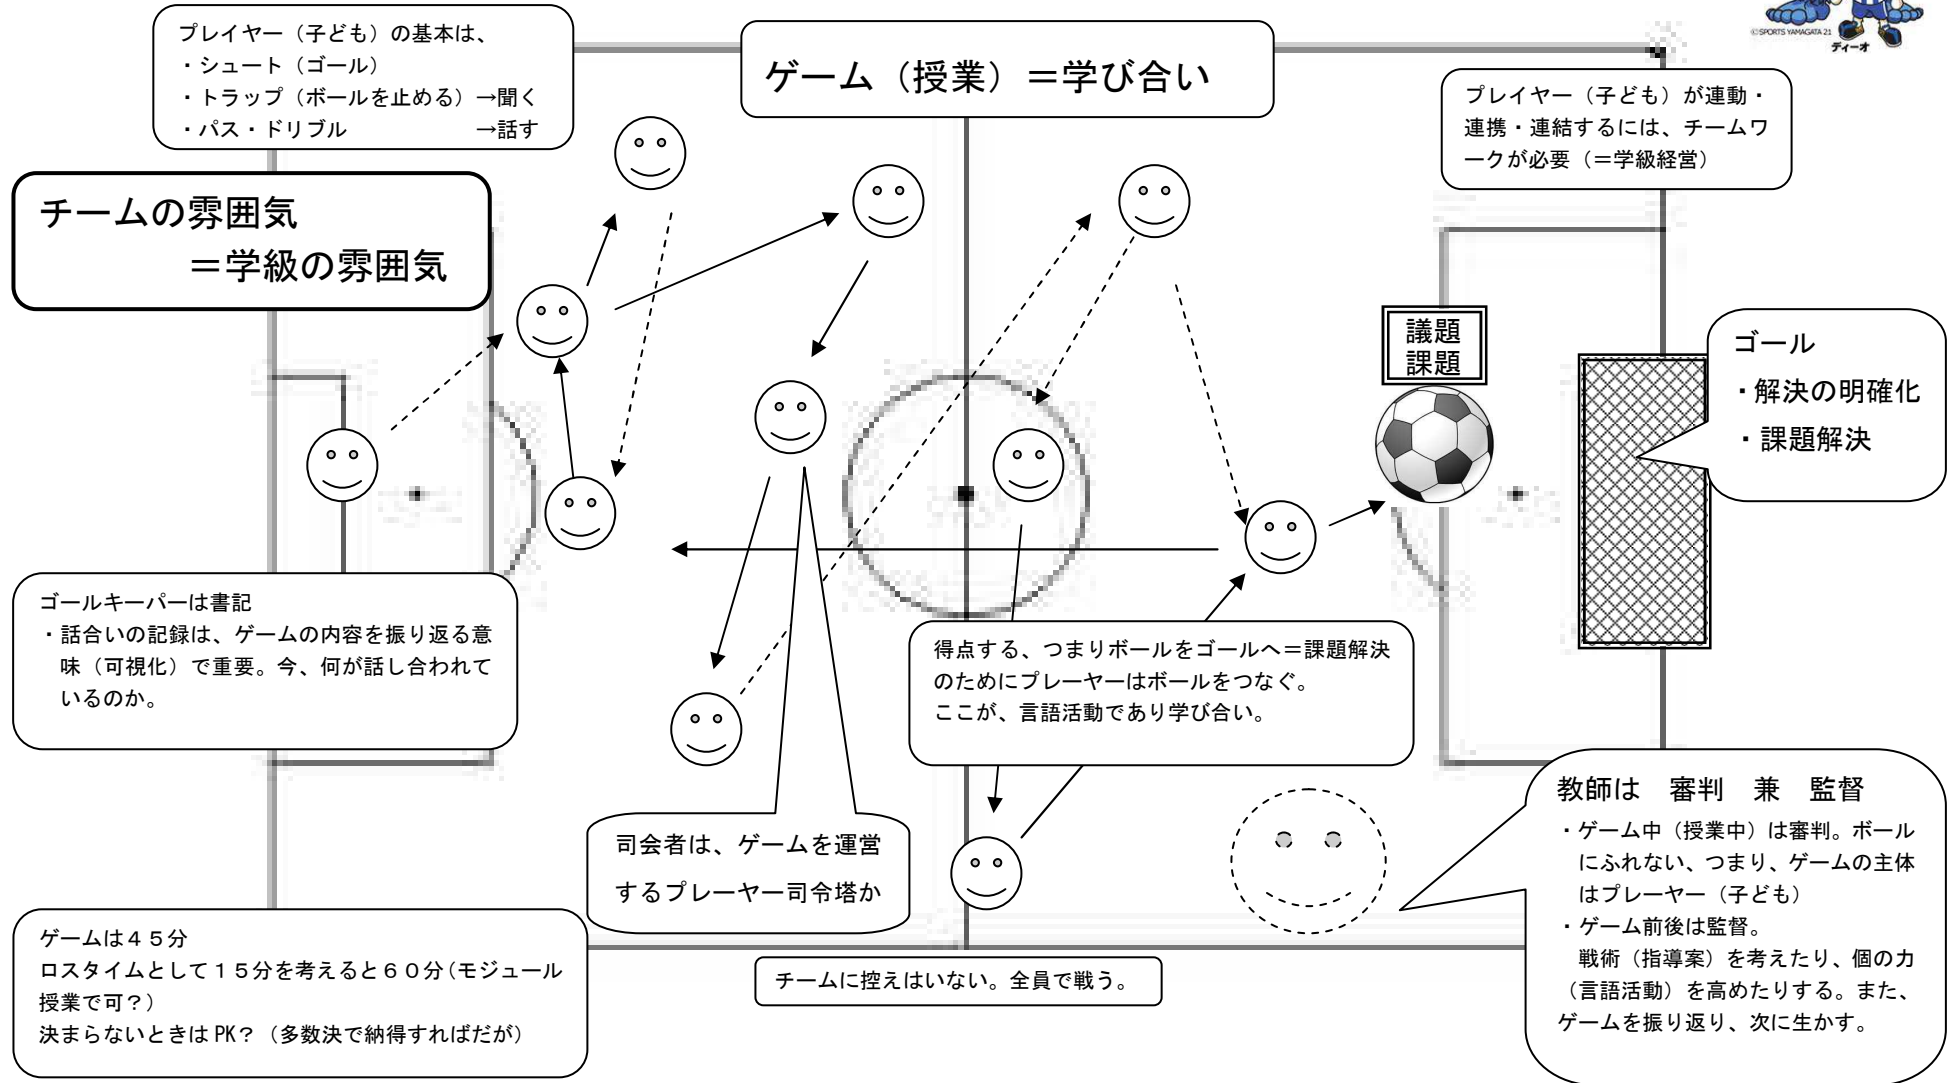 プレイヤー（子ども）の基本は、
・シュート（ゴール）
・トラップ（ボールを止める）→聞く
・パス・ドリブル　　　　　　→話す
ゲーム（授業）＝学び合い
©SPORTS YAMAGATA 21
ディーオ
プレイヤー（子ども）が連動・
連携・連結するには、チームワ
ークが必要（＝学級経営）
チームの雰囲気
＝学級の雰囲気
議題
課題
ゴール
・解決の明確化
・課題解決
ゴールキーパーは書記
・話合いの記録は、ゲームの内容を振り返る意
味（可視化）で重要。今、何が話し合われて
いるのか。
得点する、つまりボールをゴールへ＝課題解決
のためにプレーヤーはボールをつなぐ。
ここが、言語活動であり学び合い。
司会者は、ゲームを運営
するプレーヤー司令塔か
教師は　審判　兼　監督
・ゲーム中（授業中）は審判。ボール
にふれない、つまり、ゲームの主体
はプレーヤー（子ども）
・ゲーム前後は監督。
戦術（指導案）を考えたり、個の力
（言語活動）を高めたりする。また、
ゲームを振り返り、次に生かす。
ゲームは４５分
ロスタイムとして１５分を考えると６０分（モジュール
授業で可？）
決まらないときは PK？（多数決で納得すればだが）
チームに控えはいない。全員で戦う。